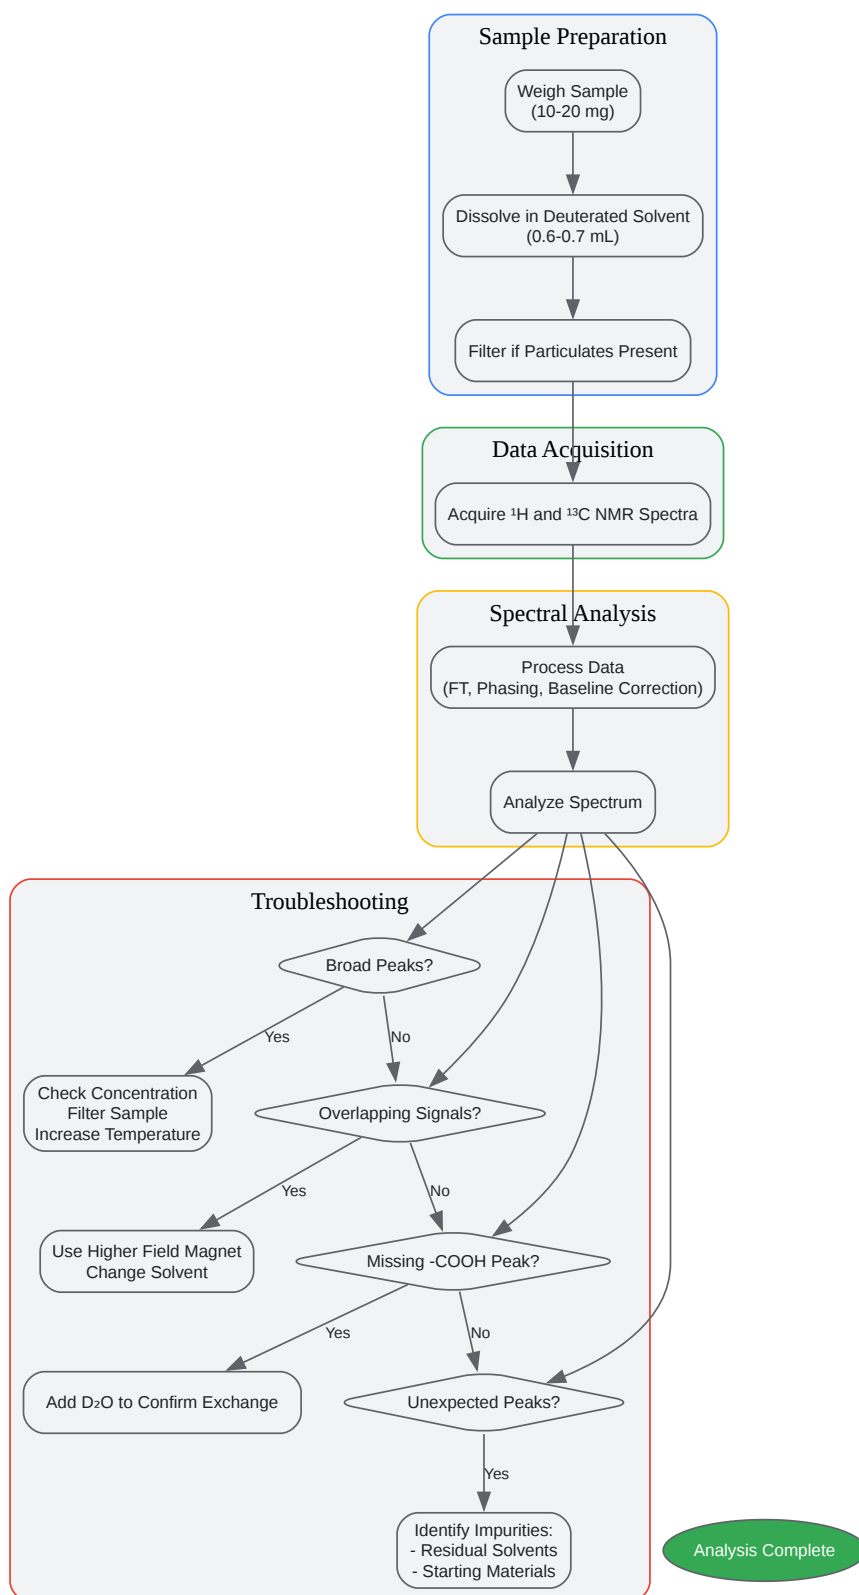 Sample Preparation
Weigh Sample
(10-20 mg)
Dissolve in Deuterated Solvent
(0.6-0.7 mL)
Filter if Particulates Present
Data Acquisition
Acquire ¹H and ¹³C NMR Spectra
Spectral Analysis
Process Data
(FT, Phasing, Baseline Correction)
Analyze Spectrum
Troubleshooting
Broad Peaks?
Yes
No
Check Concentration
Filter Sample
Increase Temperature
Overlapping Signals?
Yes
No
Use Higher Field Magnet
Change Solvent
Missing -COOH Peak?
Yes
No
Add D₂O to Confirm Exchange
Unexpected Peaks?
Yes
Identify Impurities:
- Residual Solvents
- Starting Materials
Analysis Complete